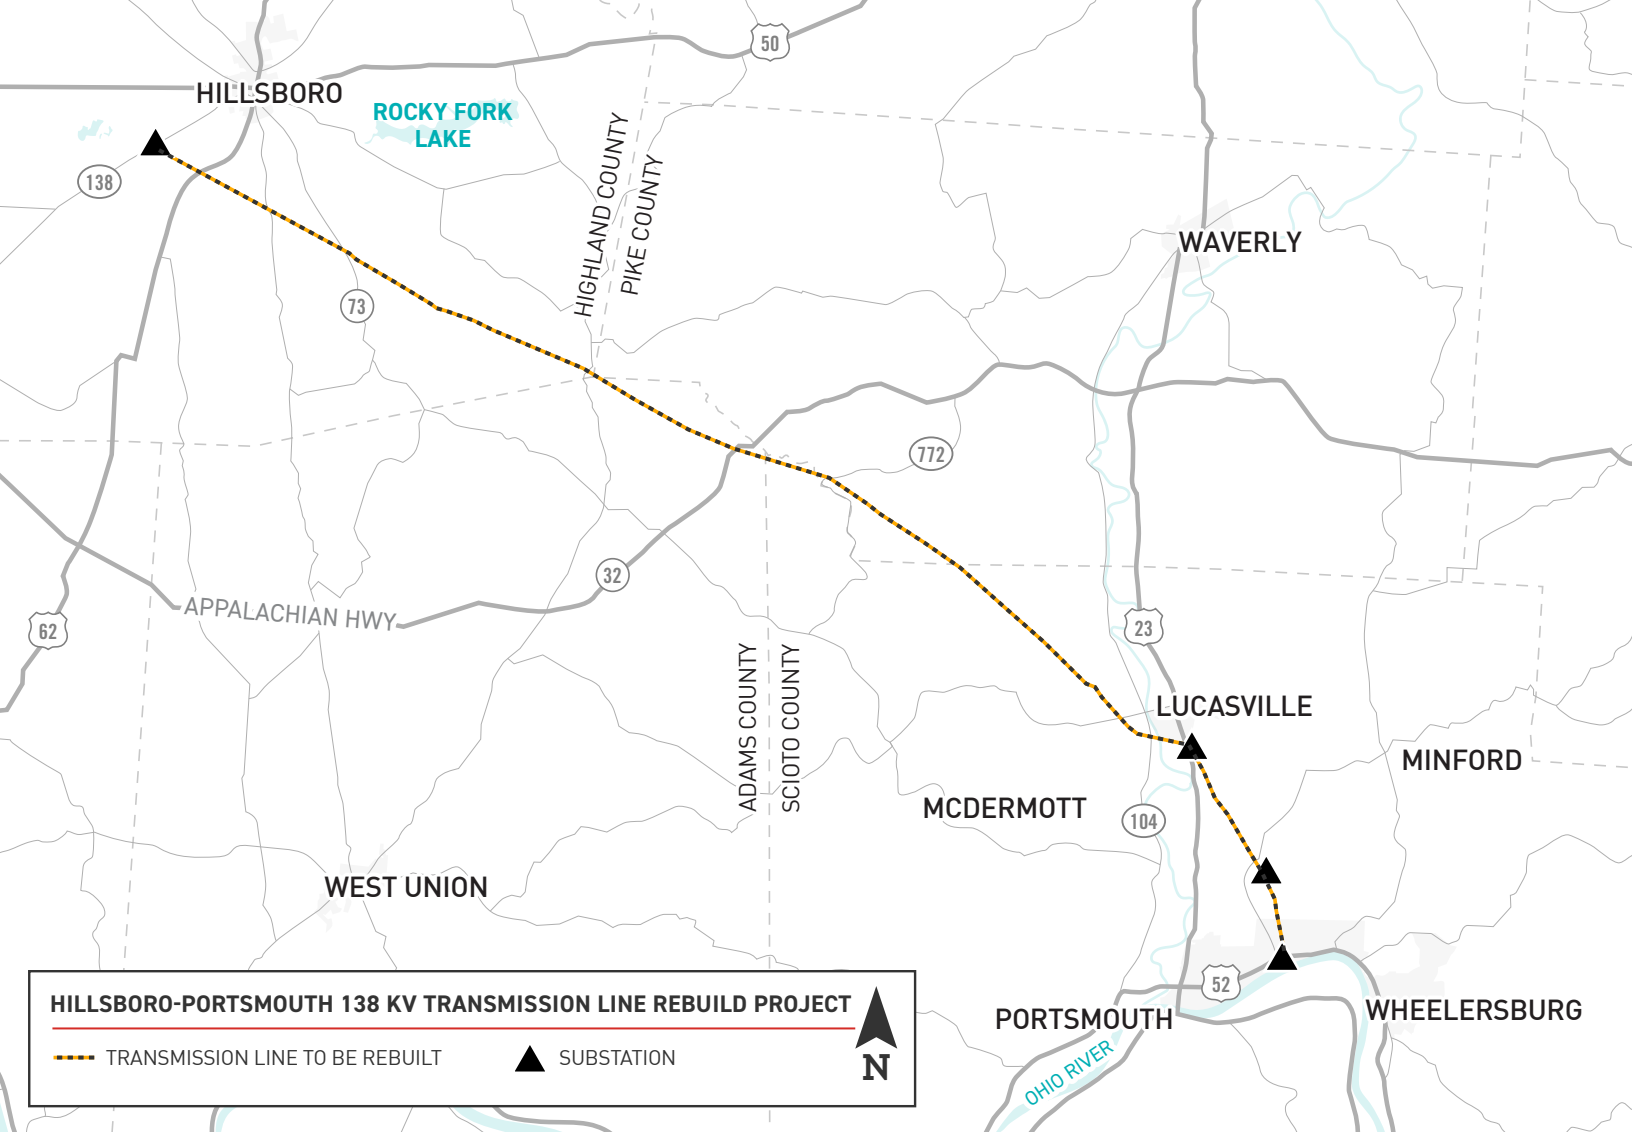 50
HILLSBORO
ROCKY FORK
LAKE
138
HIGHLAND COUNTY
PIKE COUNTY
WAVERLY
73
772
32
APPALACHIAN HWY
62
23
ADAMS COUNTY
SCIOTO COUNTY
LUCASVILLE
MINFORD
MCDERMOTT
104
WEST UNION
52
PORTSMOUTH
WHEELERSBURG
OHIO RIVER
HILLSBORO-PORTSMOUTH 138 KV TRANSMISSION LINE REBUILD PROJECT
TRANSMISSION LINE TO BE REBUILT
SUBSTATION
N